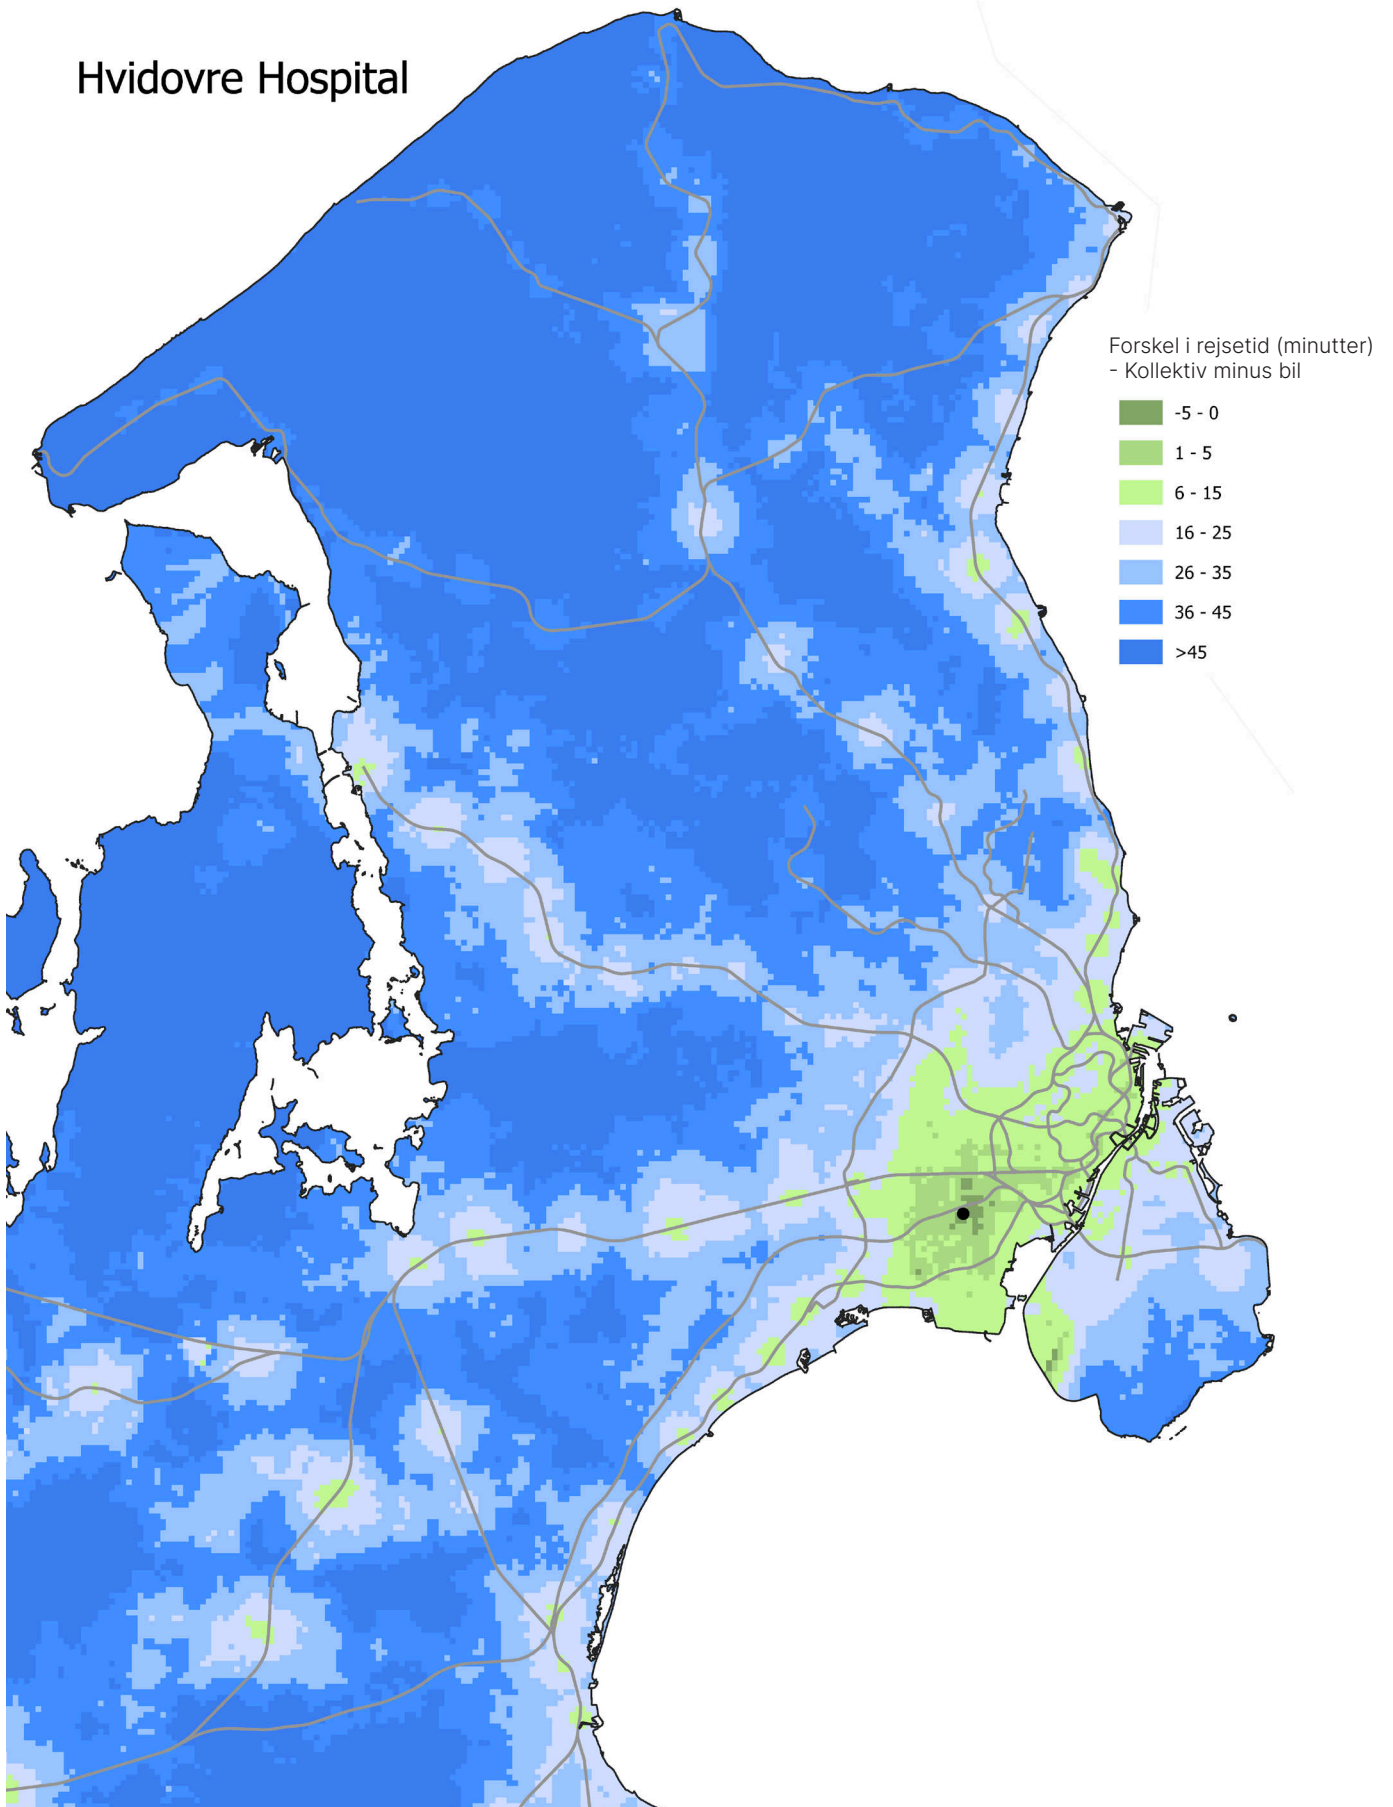 Hvidovre Hospital
Forskel i rejsetid (minutter)
- Kollektiv minus bil
-5 - 0
1 - 5
6 - 15
16 - 25
26 - 35
36 - 45
>45